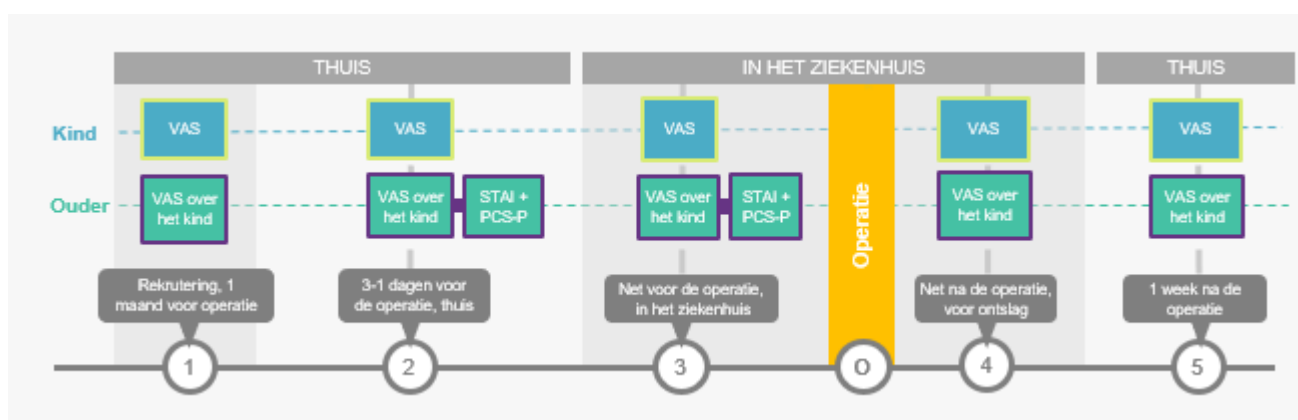 THUIS
IN HET ZIEKENHUIS
THUIS
Kind
VAS
VAS
VAS
VAS
VAS
Ouder
VAS over
het kind
VAS over
het kind
STAI +
PCS-P
VAS over
het kind
STAI +
PCS-P
VAS over
het kind
VAS over
het kind
Operatie
Rekrutering, 1
maand voor operatie
3-1 dagen voor
de operatie, thuis
Net voor de operatie,
in het ziekenhuis
Net na de operatie,
voor ontslag
1 week na de
operatie
1
2
3
O
4
5